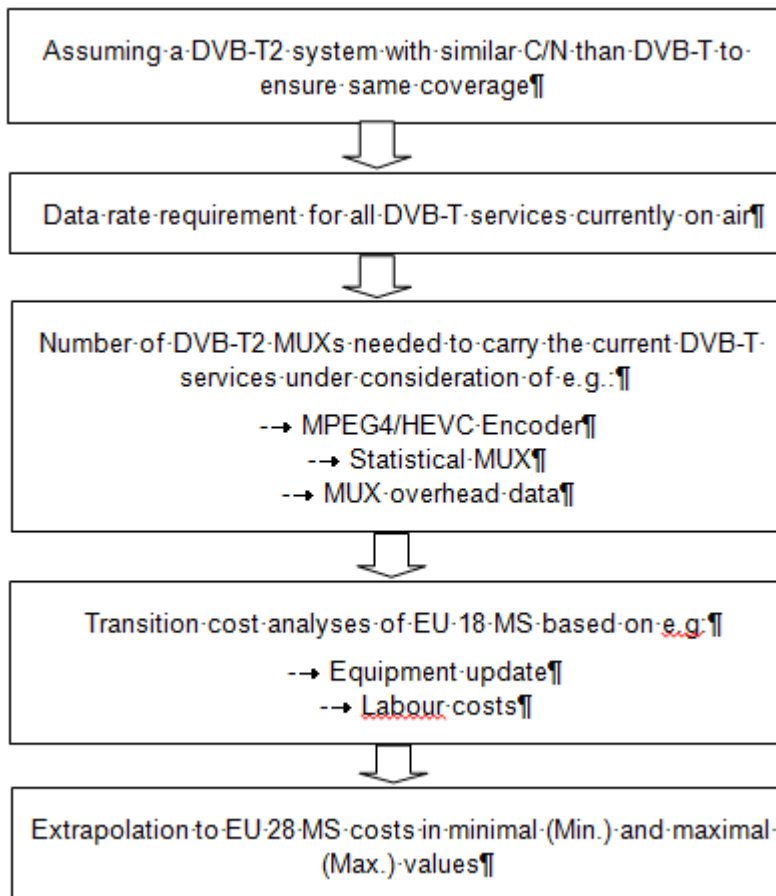 Assuming·a·DVB-T2·system·with·similar·C/N·than·DVB-T·to·
ensure·same·coverage¶
Data·rate·requirement·for·all·DVB-T·services·currently·on·air¶
Number·of·DVB-T2·MUXs·needed·to·carry·the·current·DVB-T·
services·under·consideration·of·e.g.:¶
--→ MPEG4/HEVC·Encoder¶
--→ Statistical·MUX¶
--→ MUX·overhead·data¶
Transition·cost·analyses·of·EU·18·MS·based·on·e.g:¶
--→ Equipment·update¶
--→ Labour·costs¶
Extrapolation·to·EU·28·MS·costs·in·minimal·(Min.)·and·maximal·
(Max.)·values¶